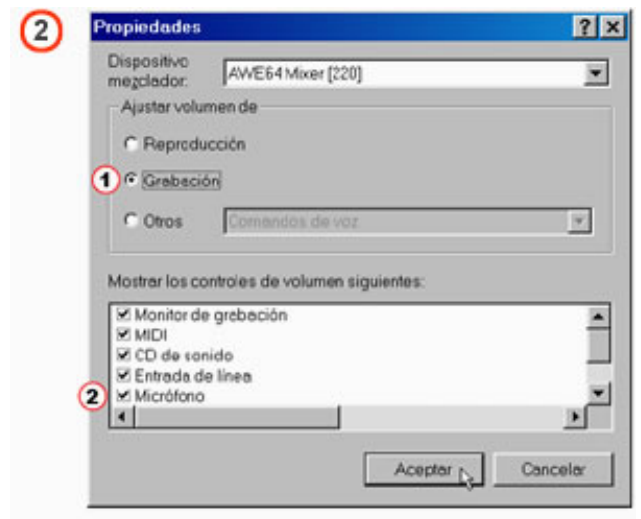 2
Propiedades
Dispositivo
mezclador:
AWE64 Mixer [220]
Ajustar volumen de
Reproducción
1 Grabación
Otros Comandos de voz
Mostrar los controles de volumen siguientes:
Monitor de grabación
MIDI
CD de sonido
Entrada de línea
2 Micrófono
Aceptar Cancelar